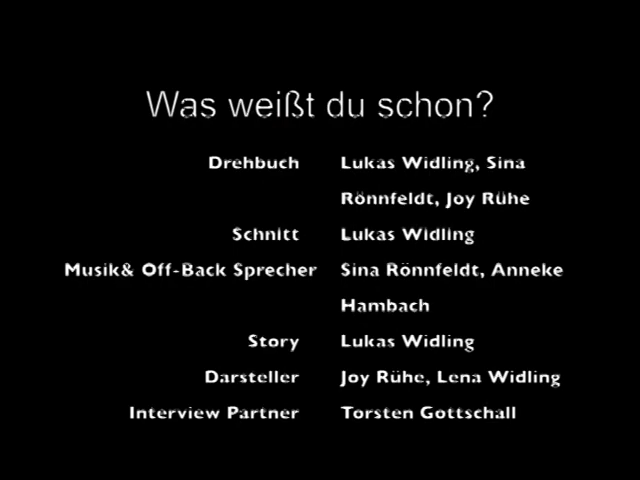 Was weißt du schon?
Drehbuch Lukas Widling, Sina
Rönnfeldt, Joy Rühe
Schnitt Lukas Widling
Musik& Off-Back Sprecher Sina Rönnfeldt, Anneke
Hambach
Story Lukas Widling
Darsteller Joy Rühe, Lena Widling
Interview Partner Torsten Gottschall